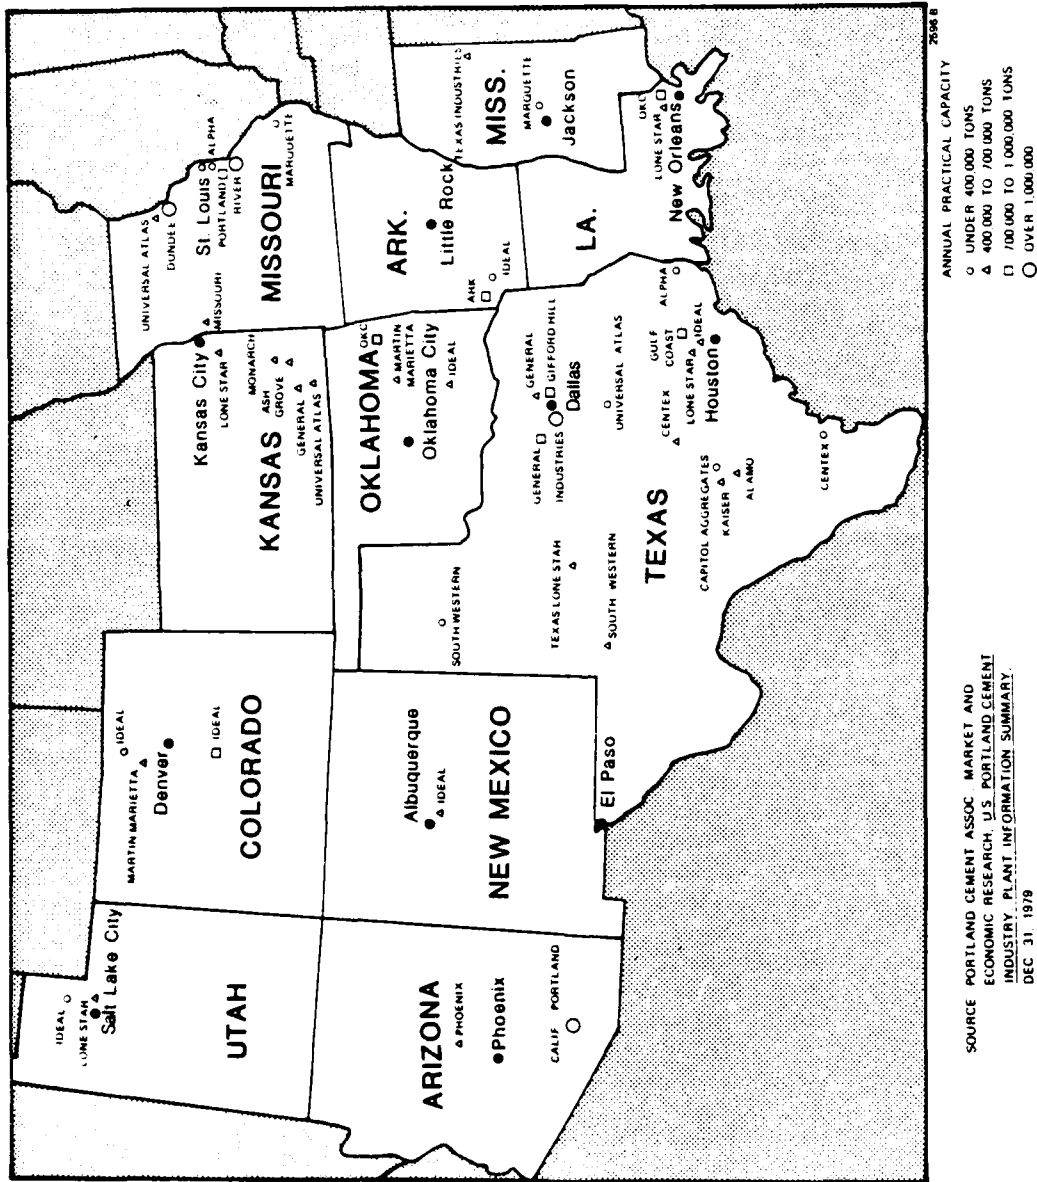 IDEAL
LONE STAR
Salt Lake City
UTAH
ARIZONA
PHOENIX
Phoenix
CALIF PORTLAND
IDEAL
MARTIN MARIETTA
Denver
IDEAL
COLORADO
Albuquerque
IDEAL
NEW MEXICO
El Paso
Kansas City
LONE STAR
MONARCH
KANSAS
ASH
GROVE
GENERAL
UNIVERSAL ATLAS
OKLAHOMA
OKC
MARTIN
MARIETTA
Oklahoma City
IDEAL
SOUTH WESTERN
TEXAS LONE STAR
SOUTH WESTERN
TEXAS
GENERAL
GIFFORD HILL
Dallas
GENERAL
INDUSTRIES
UNIVERSAL ATLAS
CENTEX
GULF
COAST
LONE STAR
IDEAL
Houston
ALPHA
CAPITOL AGGREGATES
KAISER
ALAMO
CENTEX
UNIVERSAL ATLAS
DUNDEE
MISSOURI
St. Louis
ALPHA
PORTLAND
RIVER
MISSOURI
MARQUETTE
ARK.
Little Rock
ARK
IDEAL
LA.
TEXAS INDUSTRIES
MISS.
MARQUETTE
Jackson
OKC
LONE STAR
New Orleans
2696 B
ANNUAL PRACTICAL CAPACITY
UNDER 400,000 TONS
400 000 TO 700 000 TONS
700 000 TO 1 000,000 TONS
OVER 1,000 000
SOURCE PORTLAND CEMENT ASSOC MARKET AND
ECONOMIC RESEARCH, US PORTLAND CEMENT
INDUSTRY PLANT INFORMATION SUMMARY.
DEC 31 1979